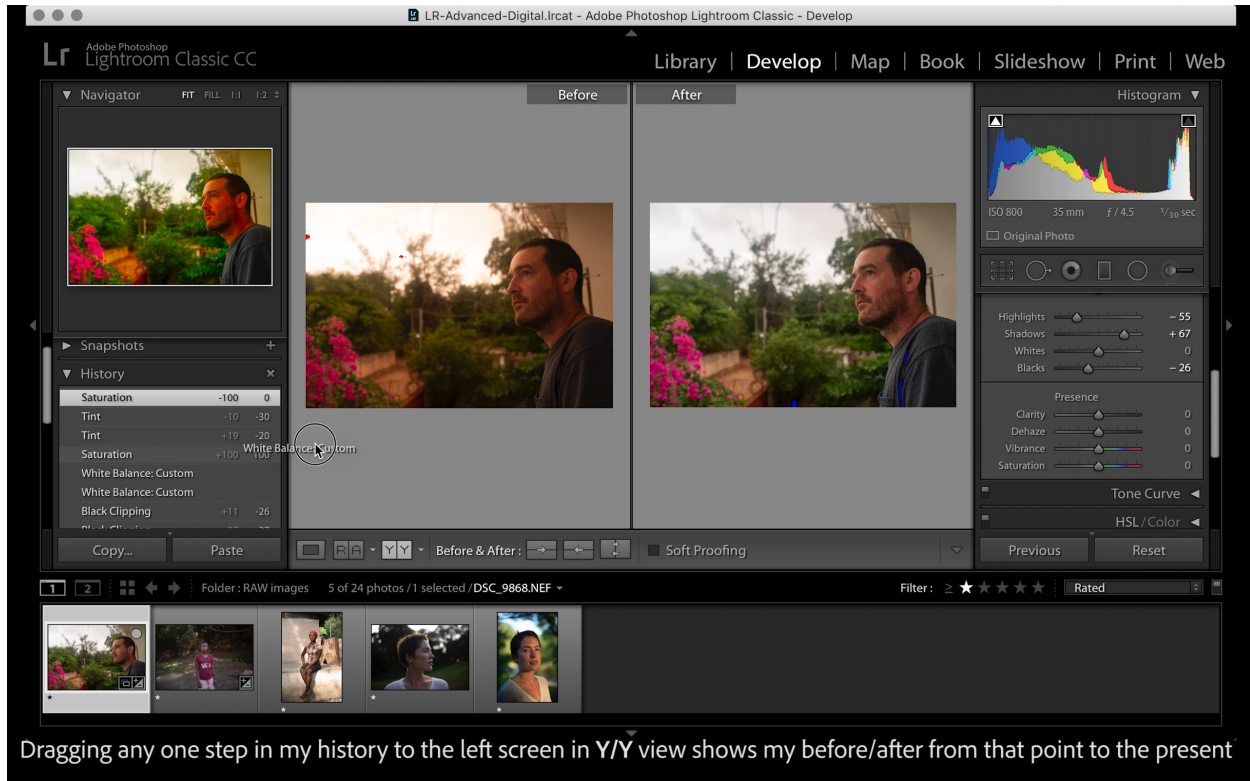 LR-Advanced-Digital.lrcat - Adobe Photoshop Lightroom Classic - Develop
Lr Adobe Photoshop Lightroom Classic CC
Library | Develop | Map | Book | Slideshow | Print | Web
Navigator FIT FILL 1:1 1:2
Before
After
Histogram
ISO 800 35 mm ƒ / 4.5 1/30 sec
Original Photo
Highlights - 55
Shadows + 67
Whites 0
Blacks - 26
Presence
Clarity 0
Dehaze 0
Vibrance 0
Saturation 0
Tone Curve
HSL / Color
Previous Reset
Snapshots +
History ×
Saturation -100 0
Tint -10 -30
Tint +19 -20
Saturation +100 100
White Balance: Custom
White Balance: Custom
White Balance: Custom
Black Clipping +11 -26
Copy... Paste
RA YY Before & After : Soft Proofing
1 2 Folder : RAW images 5 of 24 photos / 1 selected / DSC_9868.NEF
Filter : ≥ ★ ★ ★ ★ ★ Rated
Dragging any one step in my history to the left screen in Y/Y view shows my before/after from that point to the present